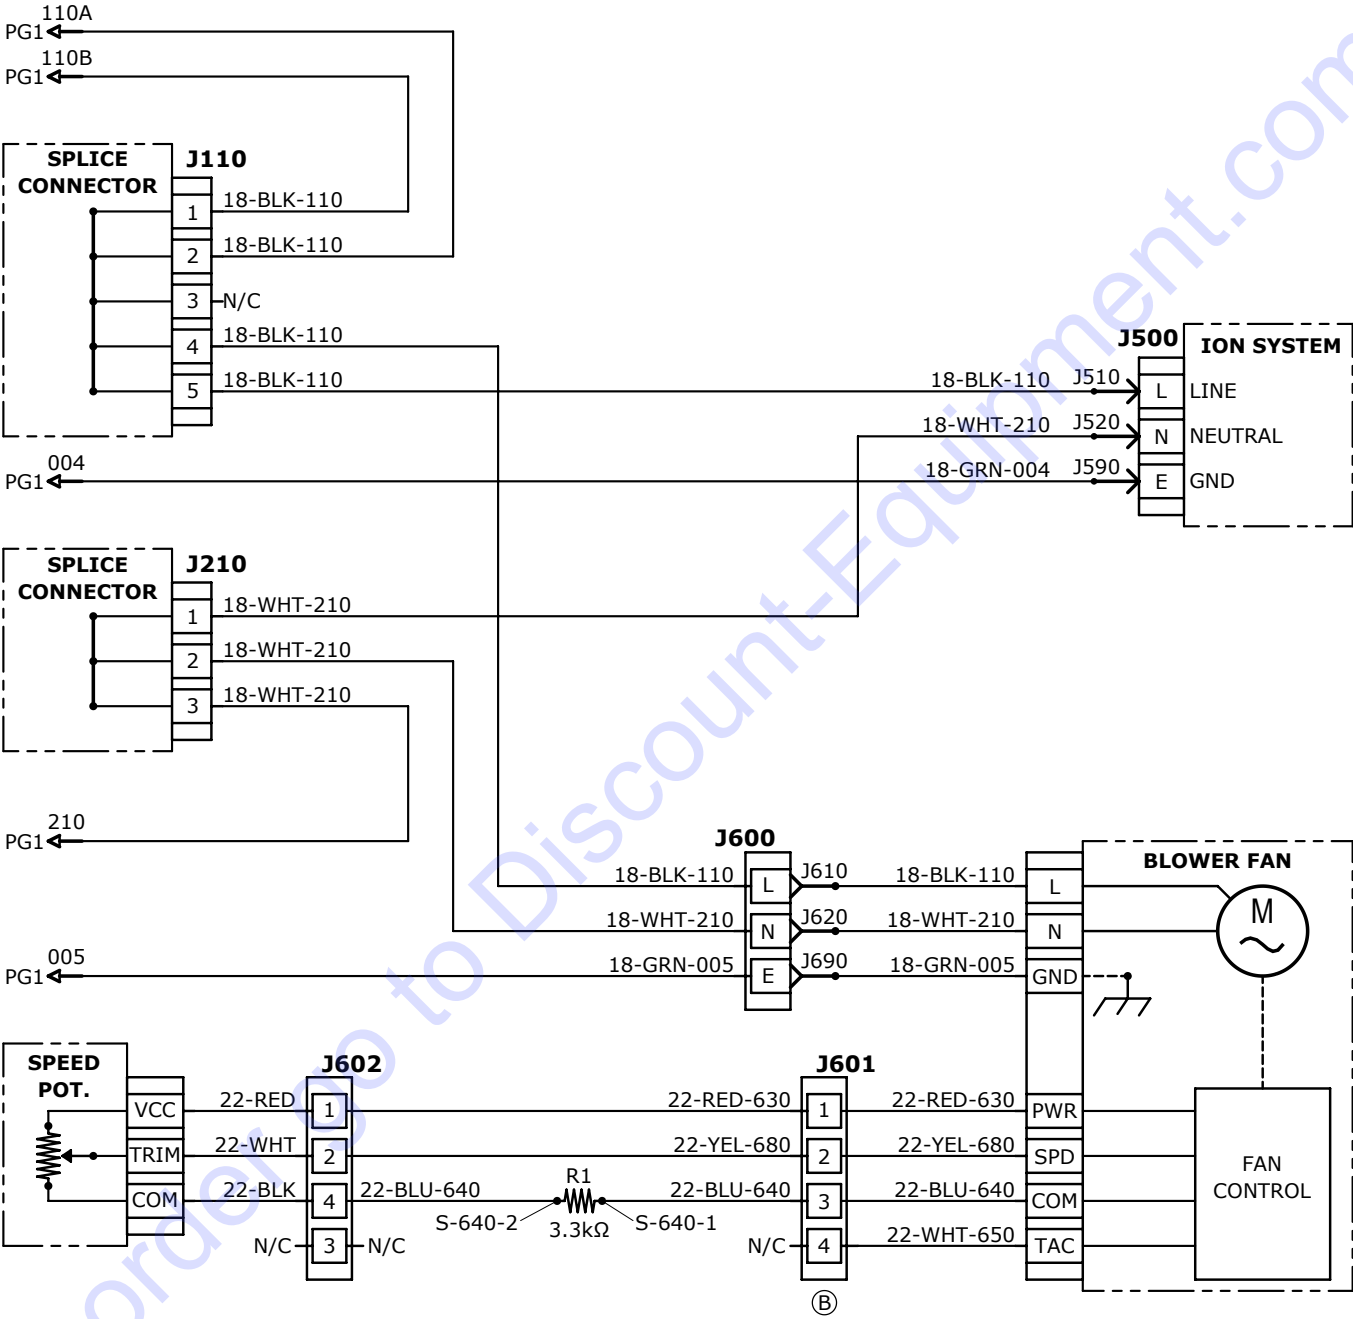 110A
PG1
110B
PG1
SPLICE
CONNECTOR
J110
1 18-BLK-110
2 18-BLK-110
3 N/C
4 18-BLK-110
5 18-BLK-110
18-BLK-110 J510
18-WHT-210 J520
18-GRN-004 J590
J500
ION SYSTEM
L LINE
N NEUTRAL
E GND
004
PG1
SPLICE
CONNECTOR
J210
1 18-WHT-210
2 18-WHT-210
3 18-WHT-210
210
PG1
J600
18-BLK-110 L J610 18-BLK-110 L
18-WHT-210 N J620 18-WHT-210 N
18-GRN-005 E J690 18-GRN-005 GND
BLOWER FAN
M
005
PG1
SPEED
POT.
J602
J601
VCC 22-RED 1 22-RED-630 1 22-RED-630 PWR
TRIM 22-WHT 2 22-YEL-680 2 22-YEL-680 SPD
COM 22-BLK 4 22-BLU-640 R1 22-BLU-640 3 22-BLU-640 COM
S-640-2 3.3kΩ S-640-1
N/C 3 N/C N/C 4 22-WHT-650 TAC
FAN
CONTROL
B
order go to Discount-Equipment.com